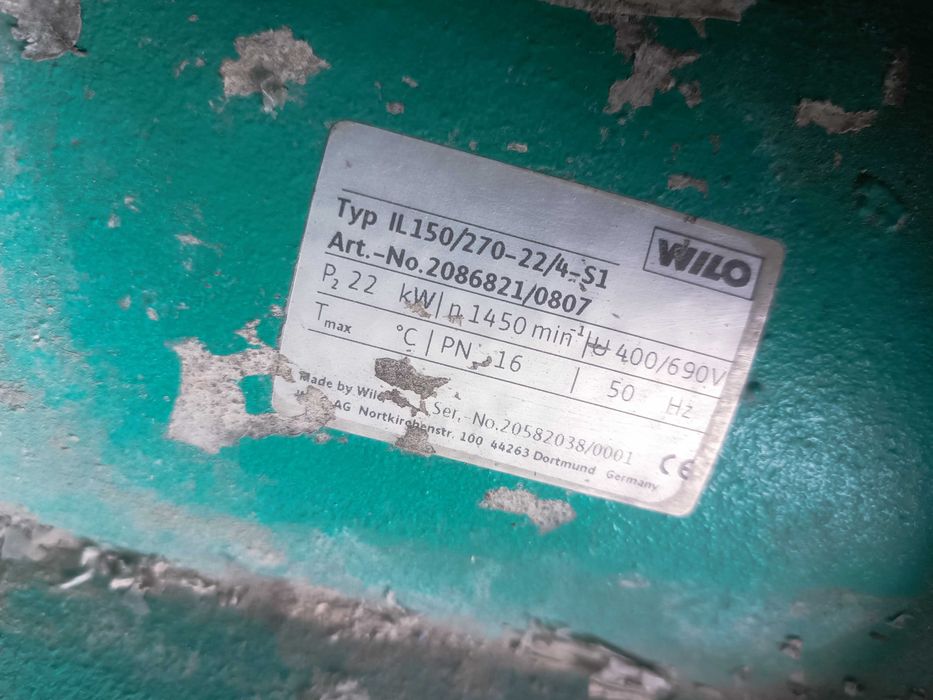 WILO
Typ IL150/270-22/4-S1
Art.-No.2086821/0807
P₂ 22 kW | n 1450 min⁻¹ | U 400/690V
Tmax °C | PN 16 | 50 Hz
Made by Wilo Ser.-No.20582038/0001
AG Nortkirchenstr. 100 44263 Dortmund Germany CE